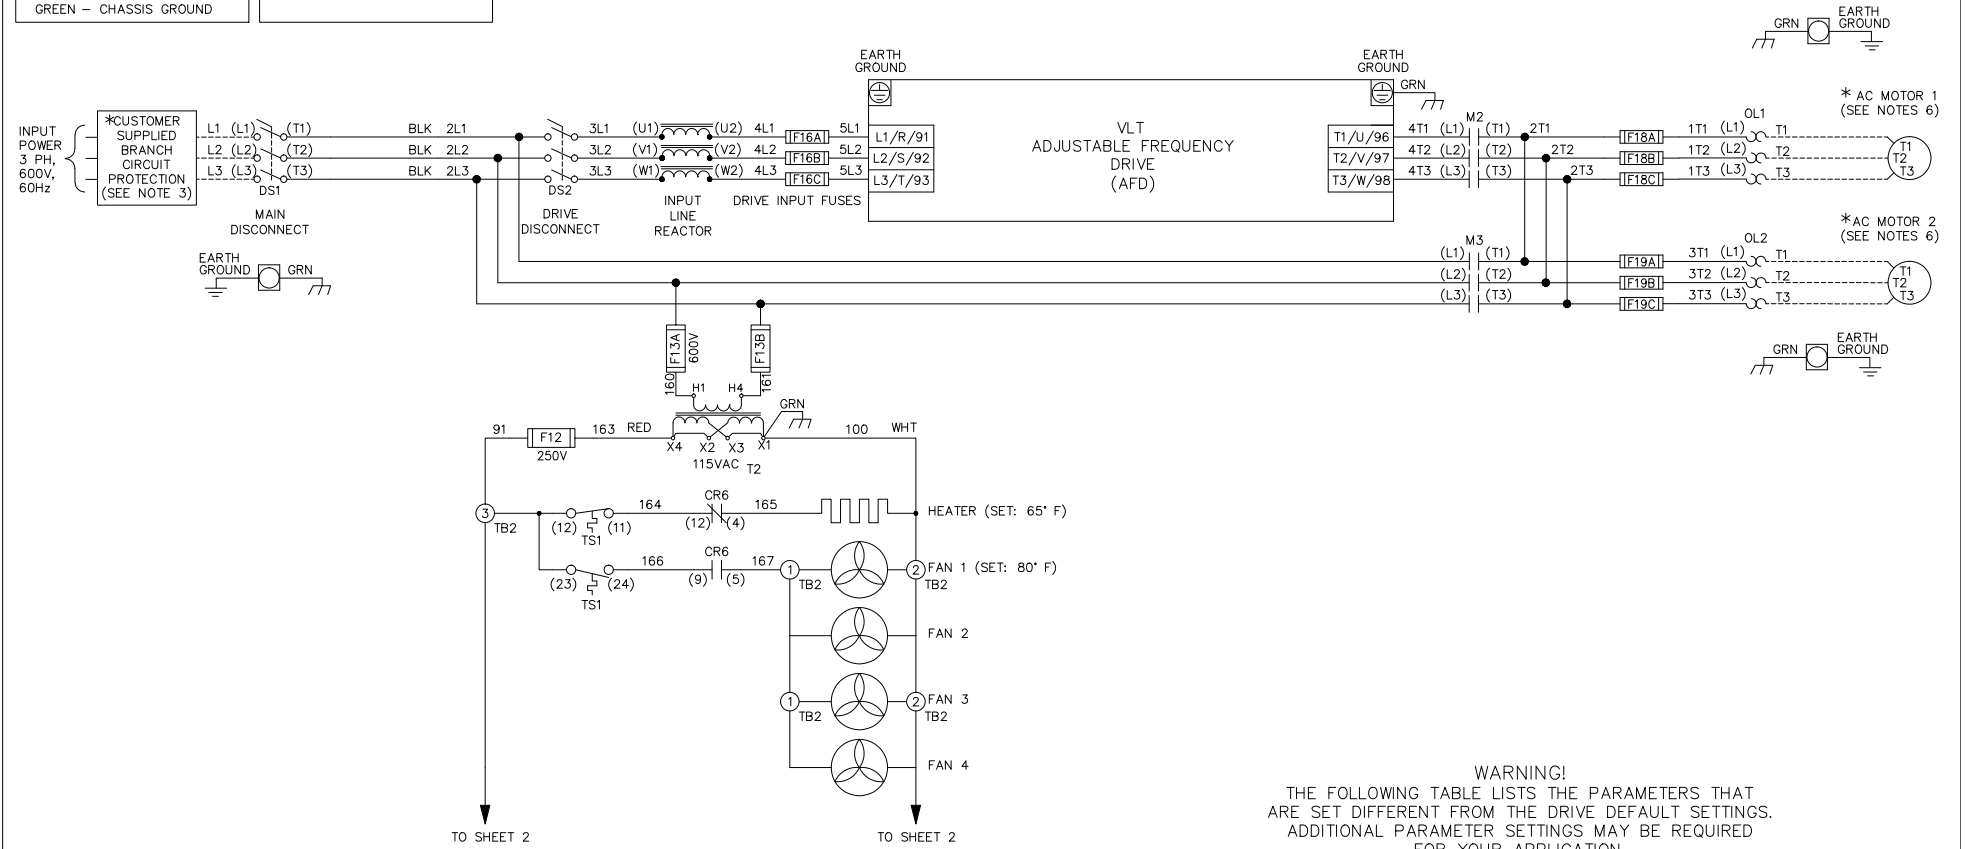 GREEN – CHASSIS GROUND
EARTH
GROUND
GRN
EARTH
GROUND
EARTH
GROUND
GRN
INPUT
POWER
3 PH,
600V,
60Hz
*CUSTOMER
SUPPLIED
BRANCH
CIRCUIT
PROTECTION
(SEE NOTE 3)
L1 (L1) (T1) BLK 2L1 3L1 (U1) (U2) 4L1 F16A 5L1 L1/R/91
L2 (L2) (T2) BLK 2L2 3L2 (V1) (V2) 4L2 F16B 5L2 L2/S/92
L3 (L3) (T3) BLK 2L3 3L3 (W1) (W2) 4L3 F16C 5L3 L3/T/93
DS1
MAIN
DISCONNECT
DS2
DRIVE
DISCONNECT
INPUT
LINE
REACTOR
DRIVE INPUT FUSES
VLT
ADJUSTABLE FREQUENCY
DRIVE
(AFD)
M2
OL1
* AC MOTOR 1
(SEE NOTES 6)
T1/U/96 4T1 (L1) (T1) 2T1 F18A 1T1 (L1) T1 T1
T2/V/97 4T2 (L2) (T2) 2T2 F18B 1T2 (L2) T2 T2
T3/W/98 4T3 (L3) (T3) 2T3 F18C 1T3 (L3) T3 T3
EARTH
GROUND
GRN
M3
OL2
*AC MOTOR 2
(SEE NOTES 6)
(L1) (T1) F19A 3T1 (L1) T1 T1
(L2) (T2) F19B 3T2 (L2) T2 T2
(L3) (T3) F19C 3T3 (L3) T3 T3
GRN
EARTH
GROUND
F13A
600V
F13B
160
161
H1 H4
GRN
91 F12 163 RED X4 X2 X3 X1 100 WHT
250V
115VAC T2
3 TB2
(12) (11) 164 CR6 (12) (4) 165 HEATER (SET: 65° F)
TS1
(23) (24) 166 CR6 (9) (5) 167 1 TB2 2 TB2 FAN 1 (SET: 80° F)
TS1
FAN 2
1 TB2 2 TB2 FAN 3
FAN 4
TO SHEET 2
TO SHEET 2
WARNING!
THE FOLLOWING TABLE LISTS THE PARAMETERS THAT
ARE SET DIFFERENT FROM THE DRIVE DEFAULT SETTINGS.
ADDITIONAL PARAMETER SETTINGS MAY BE REQUIRED
FOR YOUR APPLICATION